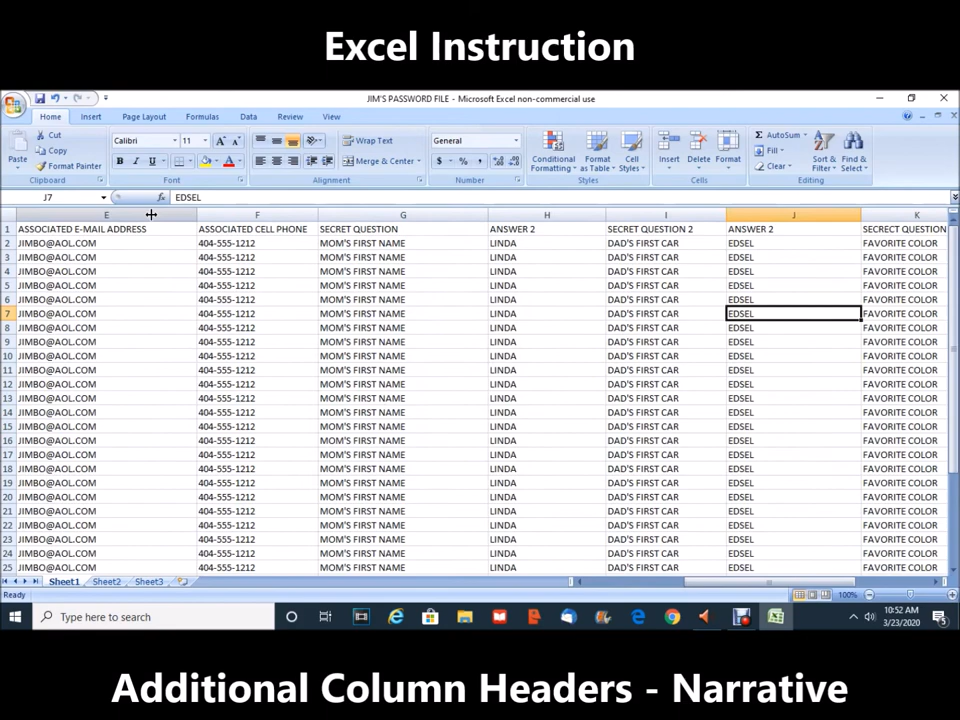 Excel Instruction
JIM'S PASSWORD FILE - Microsoft Excel non-commercial use
Home Insert Page Layout Formulas Data Review View
Cut
Copy
Format Painter
Paste
Clipboard
Calibri 11
B I U
Font
Wrap Text
Merge & Center
Alignment
General
$ % ,
Number
Conditional Formatting
Format as Table
Cell Styles
Styles
Insert Delete Format
Cells
AutoSum
Fill
Clear
Sort & Filter
Find & Select
Editing
J7 fx EDSEL
E F G H I J K
1 ASSOCIATED E-MAIL ADDRESS ASSOCIATED CELL PHONE SECRET QUESTION ANSWER 2 SECRET QUESTION 2 ANSWER 2 SECRECT QUESTION
2 JIMBO@AOL.COM 404-555-1212 MOM'S FIRST NAME LINDA DAD'S FIRST CAR EDSEL FAVORITE COLOR
3 JIMBO@AOL.COM 404-555-1212 MOM'S FIRST NAME LINDA DAD'S FIRST CAR EDSEL FAVORITE COLOR
4 JIMBO@AOL.COM 404-555-1212 MOM'S FIRST NAME LINDA DAD'S FIRST CAR EDSEL FAVORITE COLOR
5 JIMBO@AOL.COM 404-555-1212 MOM'S FIRST NAME LINDA DAD'S FIRST CAR EDSEL FAVORITE COLOR
6 JIMBO@AOL.COM 404-555-1212 MOM'S FIRST NAME LINDA DAD'S FIRST CAR EDSEL FAVORITE COLOR
7 JIMBO@AOL.COM 404-555-1212 MOM'S FIRST NAME LINDA DAD'S FIRST CAR EDSEL FAVORITE COLOR
8 JIMBO@AOL.COM 404-555-1212 MOM'S FIRST NAME LINDA DAD'S FIRST CAR EDSEL FAVORITE COLOR
9 JIMBO@AOL.COM 404-555-1212 MOM'S FIRST NAME LINDA DAD'S FIRST CAR EDSEL FAVORITE COLOR
10 JIMBO@AOL.COM 404-555-1212 MOM'S FIRST NAME LINDA DAD'S FIRST CAR EDSEL FAVORITE COLOR
11 JIMBO@AOL.COM 404-555-1212 MOM'S FIRST NAME LINDA DAD'S FIRST CAR EDSEL FAVORITE COLOR
12 JIMBO@AOL.COM 404-555-1212 MOM'S FIRST NAME LINDA DAD'S FIRST CAR EDSEL FAVORITE COLOR
13 JIMBO@AOL.COM 404-555-1212 MOM'S FIRST NAME LINDA DAD'S FIRST CAR EDSEL FAVORITE COLOR
14 JIMBO@AOL.COM 404-555-1212 MOM'S FIRST NAME LINDA DAD'S FIRST CAR EDSEL FAVORITE COLOR
15 JIMBO@AOL.COM 404-555-1212 MOM'S FIRST NAME LINDA DAD'S FIRST CAR EDSEL FAVORITE COLOR
16 JIMBO@AOL.COM 404-555-1212 MOM'S FIRST NAME LINDA DAD'S FIRST CAR EDSEL FAVORITE COLOR
17 JIMBO@AOL.COM 404-555-1212 MOM'S FIRST NAME LINDA DAD'S FIRST CAR EDSEL FAVORITE COLOR
18 JIMBO@AOL.COM 404-555-1212 MOM'S FIRST NAME LINDA DAD'S FIRST CAR EDSEL FAVORITE COLOR
19 JIMBO@AOL.COM 404-555-1212 MOM'S FIRST NAME LINDA DAD'S FIRST CAR EDSEL FAVORITE COLOR
20 JIMBO@AOL.COM 404-555-1212 MOM'S FIRST NAME LINDA DAD'S FIRST CAR EDSEL FAVORITE COLOR
21 JIMBO@AOL.COM 404-555-1212 MOM'S FIRST NAME LINDA DAD'S FIRST CAR EDSEL FAVORITE COLOR
22 JIMBO@AOL.COM 404-555-1212 MOM'S FIRST NAME LINDA DAD'S FIRST CAR EDSEL FAVORITE COLOR
23 JIMBO@AOL.COM 404-555-1212 MOM'S FIRST NAME LINDA DAD'S FIRST CAR EDSEL FAVORITE COLOR
24 JIMBO@AOL.COM 404-555-1212 MOM'S FIRST NAME LINDA DAD'S FIRST CAR EDSEL FAVORITE COLOR
25 JIMBO@AOL.COM 404-555-1212 MOM'S FIRST NAME LINDA DAD'S FIRST CAR EDSEL FAVORITE COLOR
Sheet1 Sheet2 Sheet3
Ready 100%
Type here to search
10:52 AM
3/23/2020
5
Additional Column Headers - Narrative